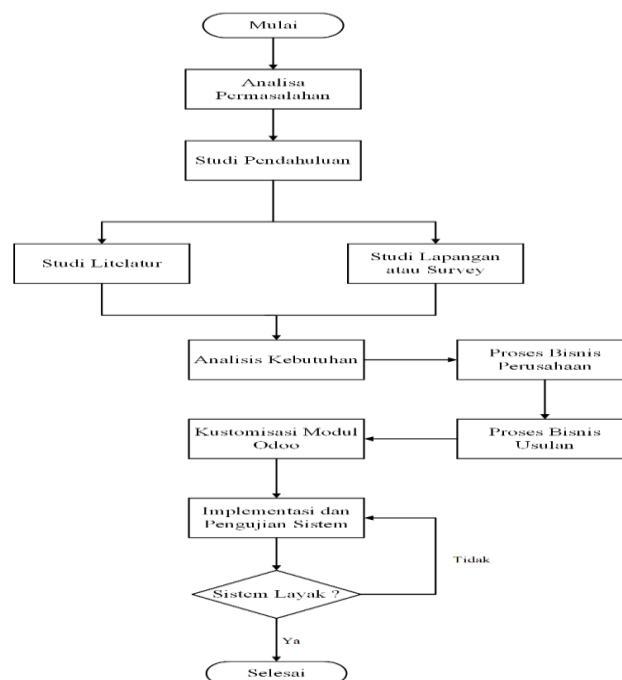 Mulai
Analisa
Permasalahan
Studi Pendahuluan
Studi Litelatur
Studi Lapangan
atau Survey
Analisis Kebutuhan
Proses Bisnis
Perusahaan
Kustomisasi Modul
Odoo
Proses Bisnis
Usulan
Implementasi dan
Pengujian Sistem
Tidak
Sistem Layak ?
Ya
Selesai